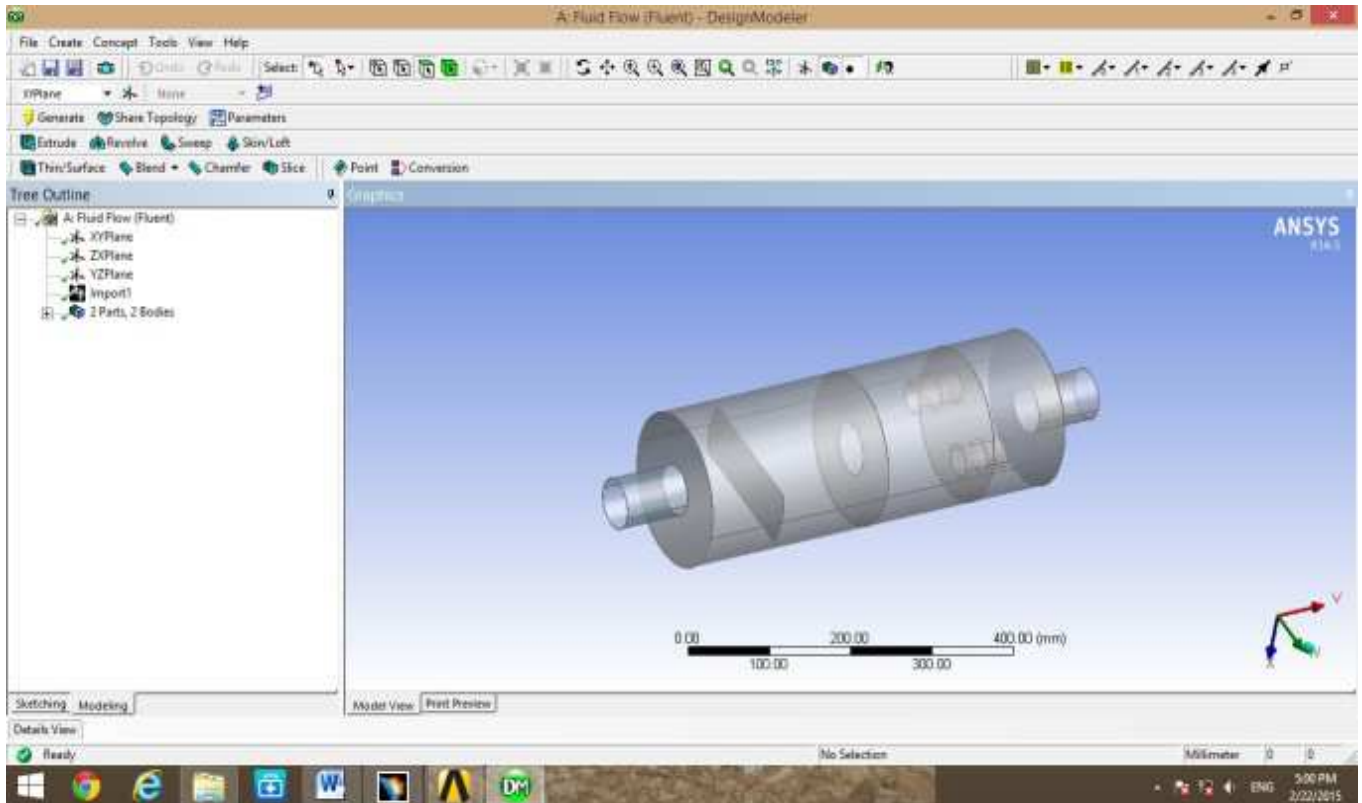 A: Fluid Flow (Fluent) - DesignModeler
File Create Concept Tools View Help
Undo Redo Select:
XYPlane None
Generate Share Topology Parameters
Extrude Revolve Sweep Skin/Loft
Thin/Surface Blend Chamfer Slice Point Conversion
Tree Outline
Graphics
A: Fluid Flow (Fluent)
XYPlane
ZXPlane
YZPlane
Import1
2 Parts, 2 Bodies
ANSYS
0.00 200.00 400.00 (mm)
100.00 300.00
Sketching Modeling
Model View Print Preview
Details View
Ready No Selection Millimeter 0 0
W DM ENG 5:00 PM
2/22/2015